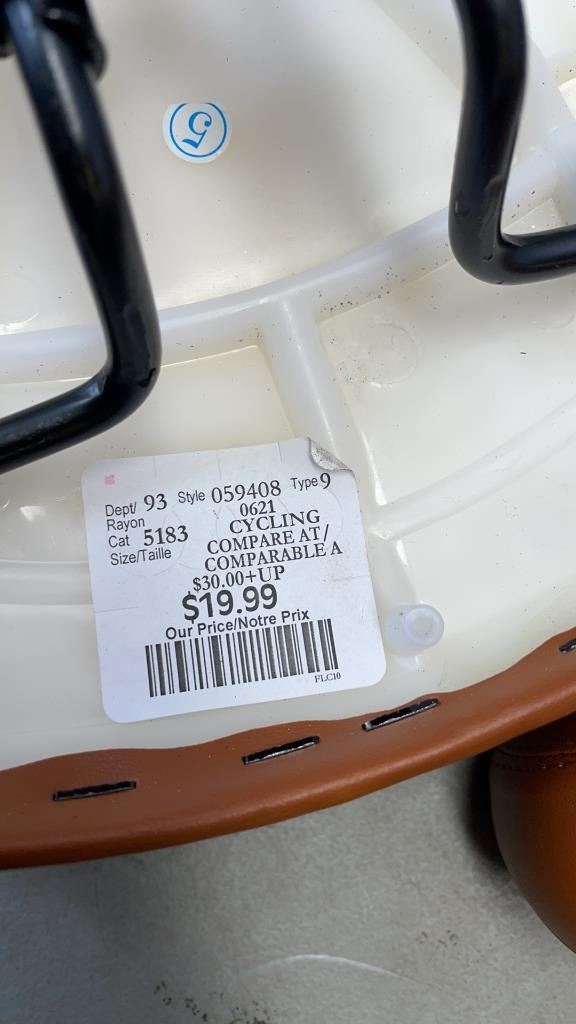 5
Dept/ 93 Style 059408 Type 9
Rayon
0621
Cat 5183 CYCLING
Size/Taille COMPARE AT/
COMPARABLE A
$30.00+UP
$19.99
Our Price/Notre Prix
FLC10